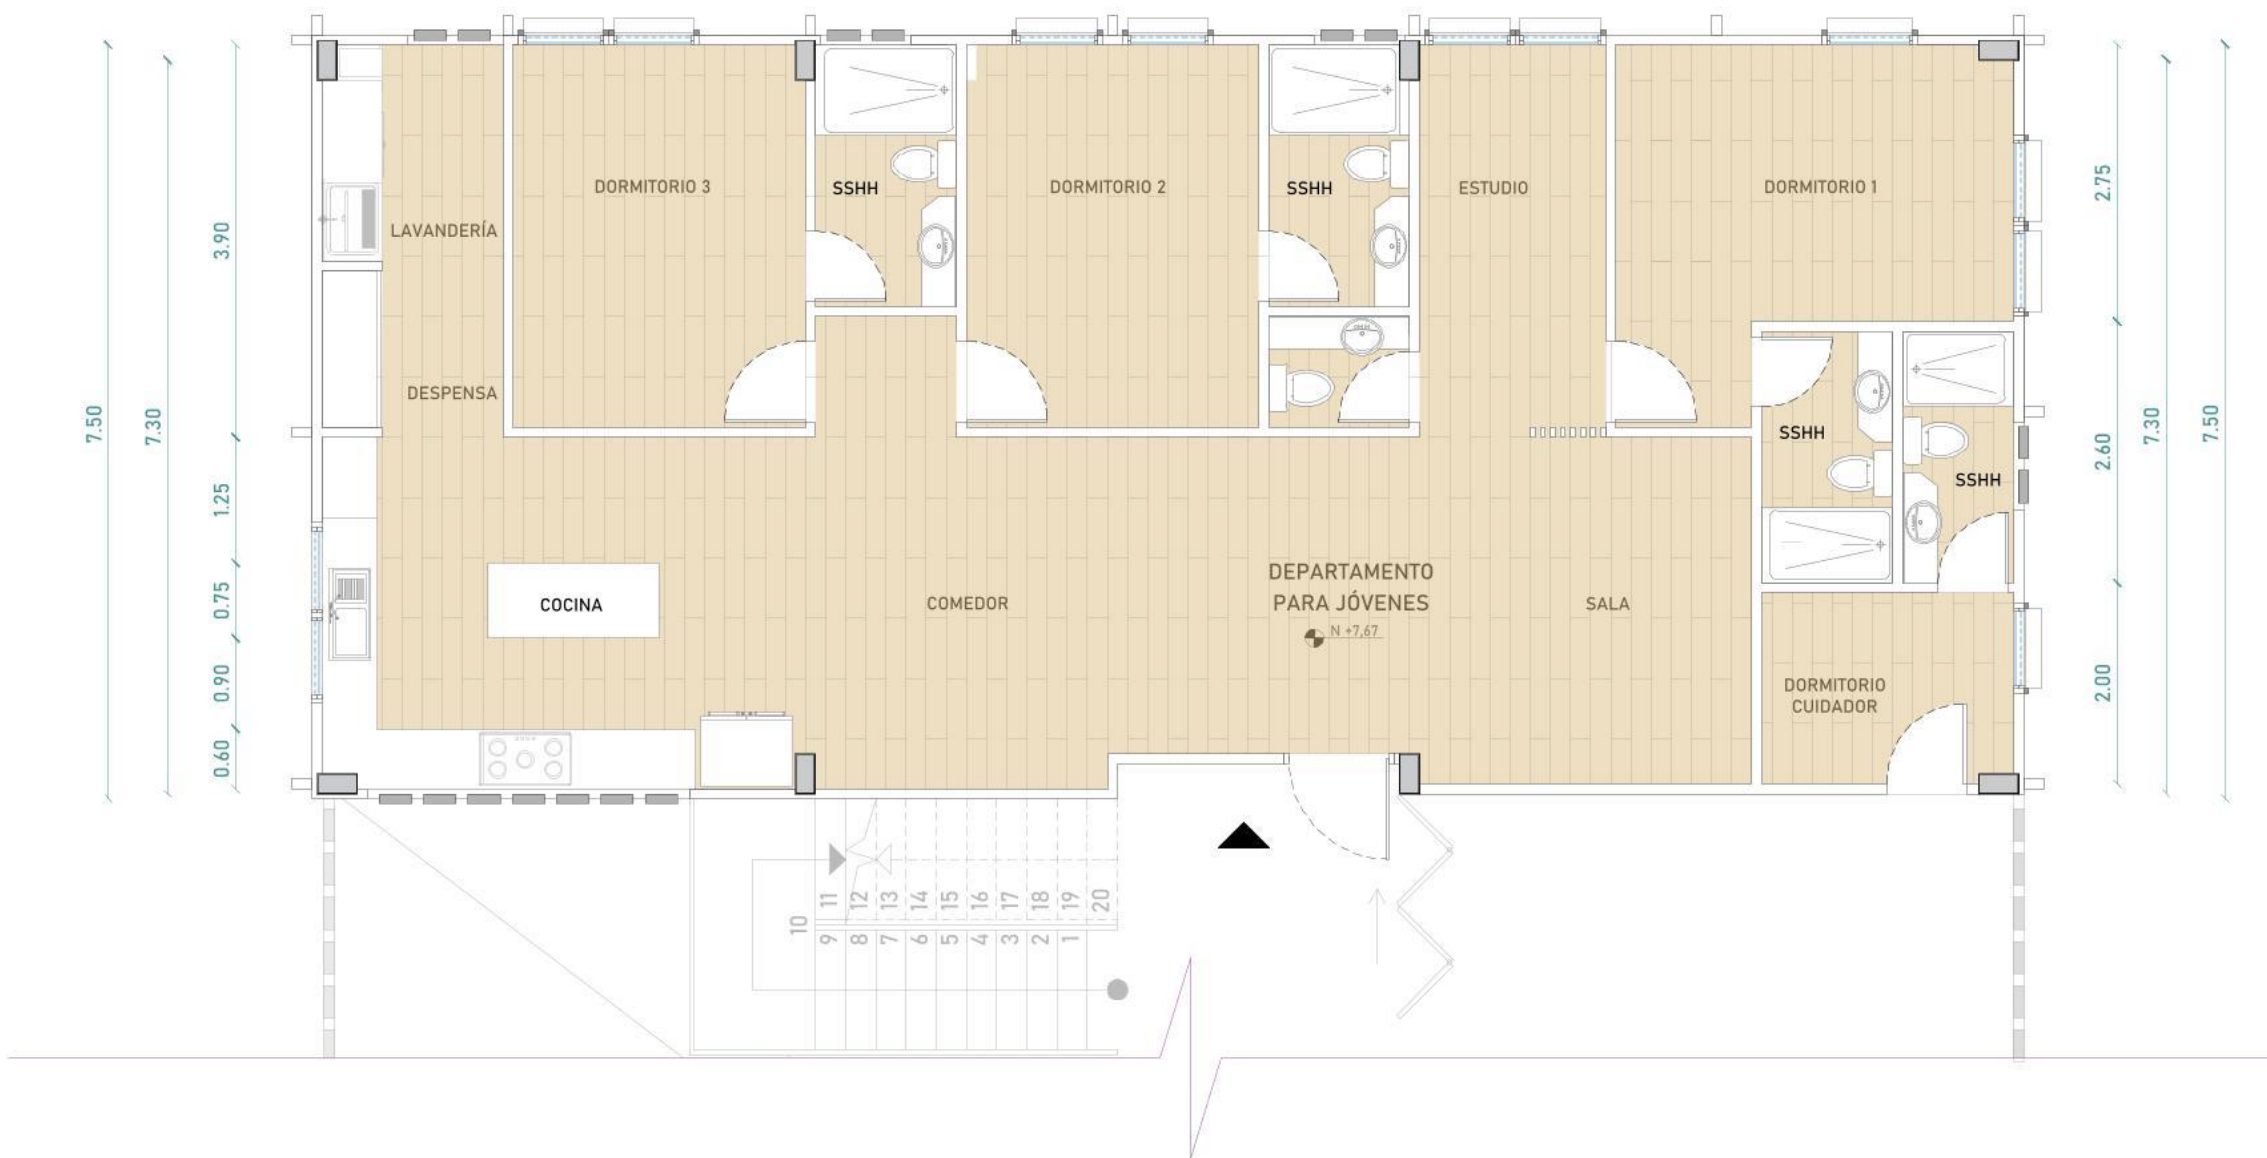 DORMITORIO 3
SSHH
DORMITORIO 2
SSHH
ESTUDIO
DORMITORIO 1
LAVANDERÍA
DESPENSA
SSHH
SSHH
COCINA
COMEDOR
DEPARTAMENTO
PARA JÓVENES
N +7,67
SALA
DORMITORIO
CUIDADOR
7.50
7.30
3.90
1.25
0.75
0.90
0.60
2.75
2.60
2.00
7.30
7.50
10
11
12
13
14
15
16
17
18
19
20
9
8
7
6
5
4
3
2
1